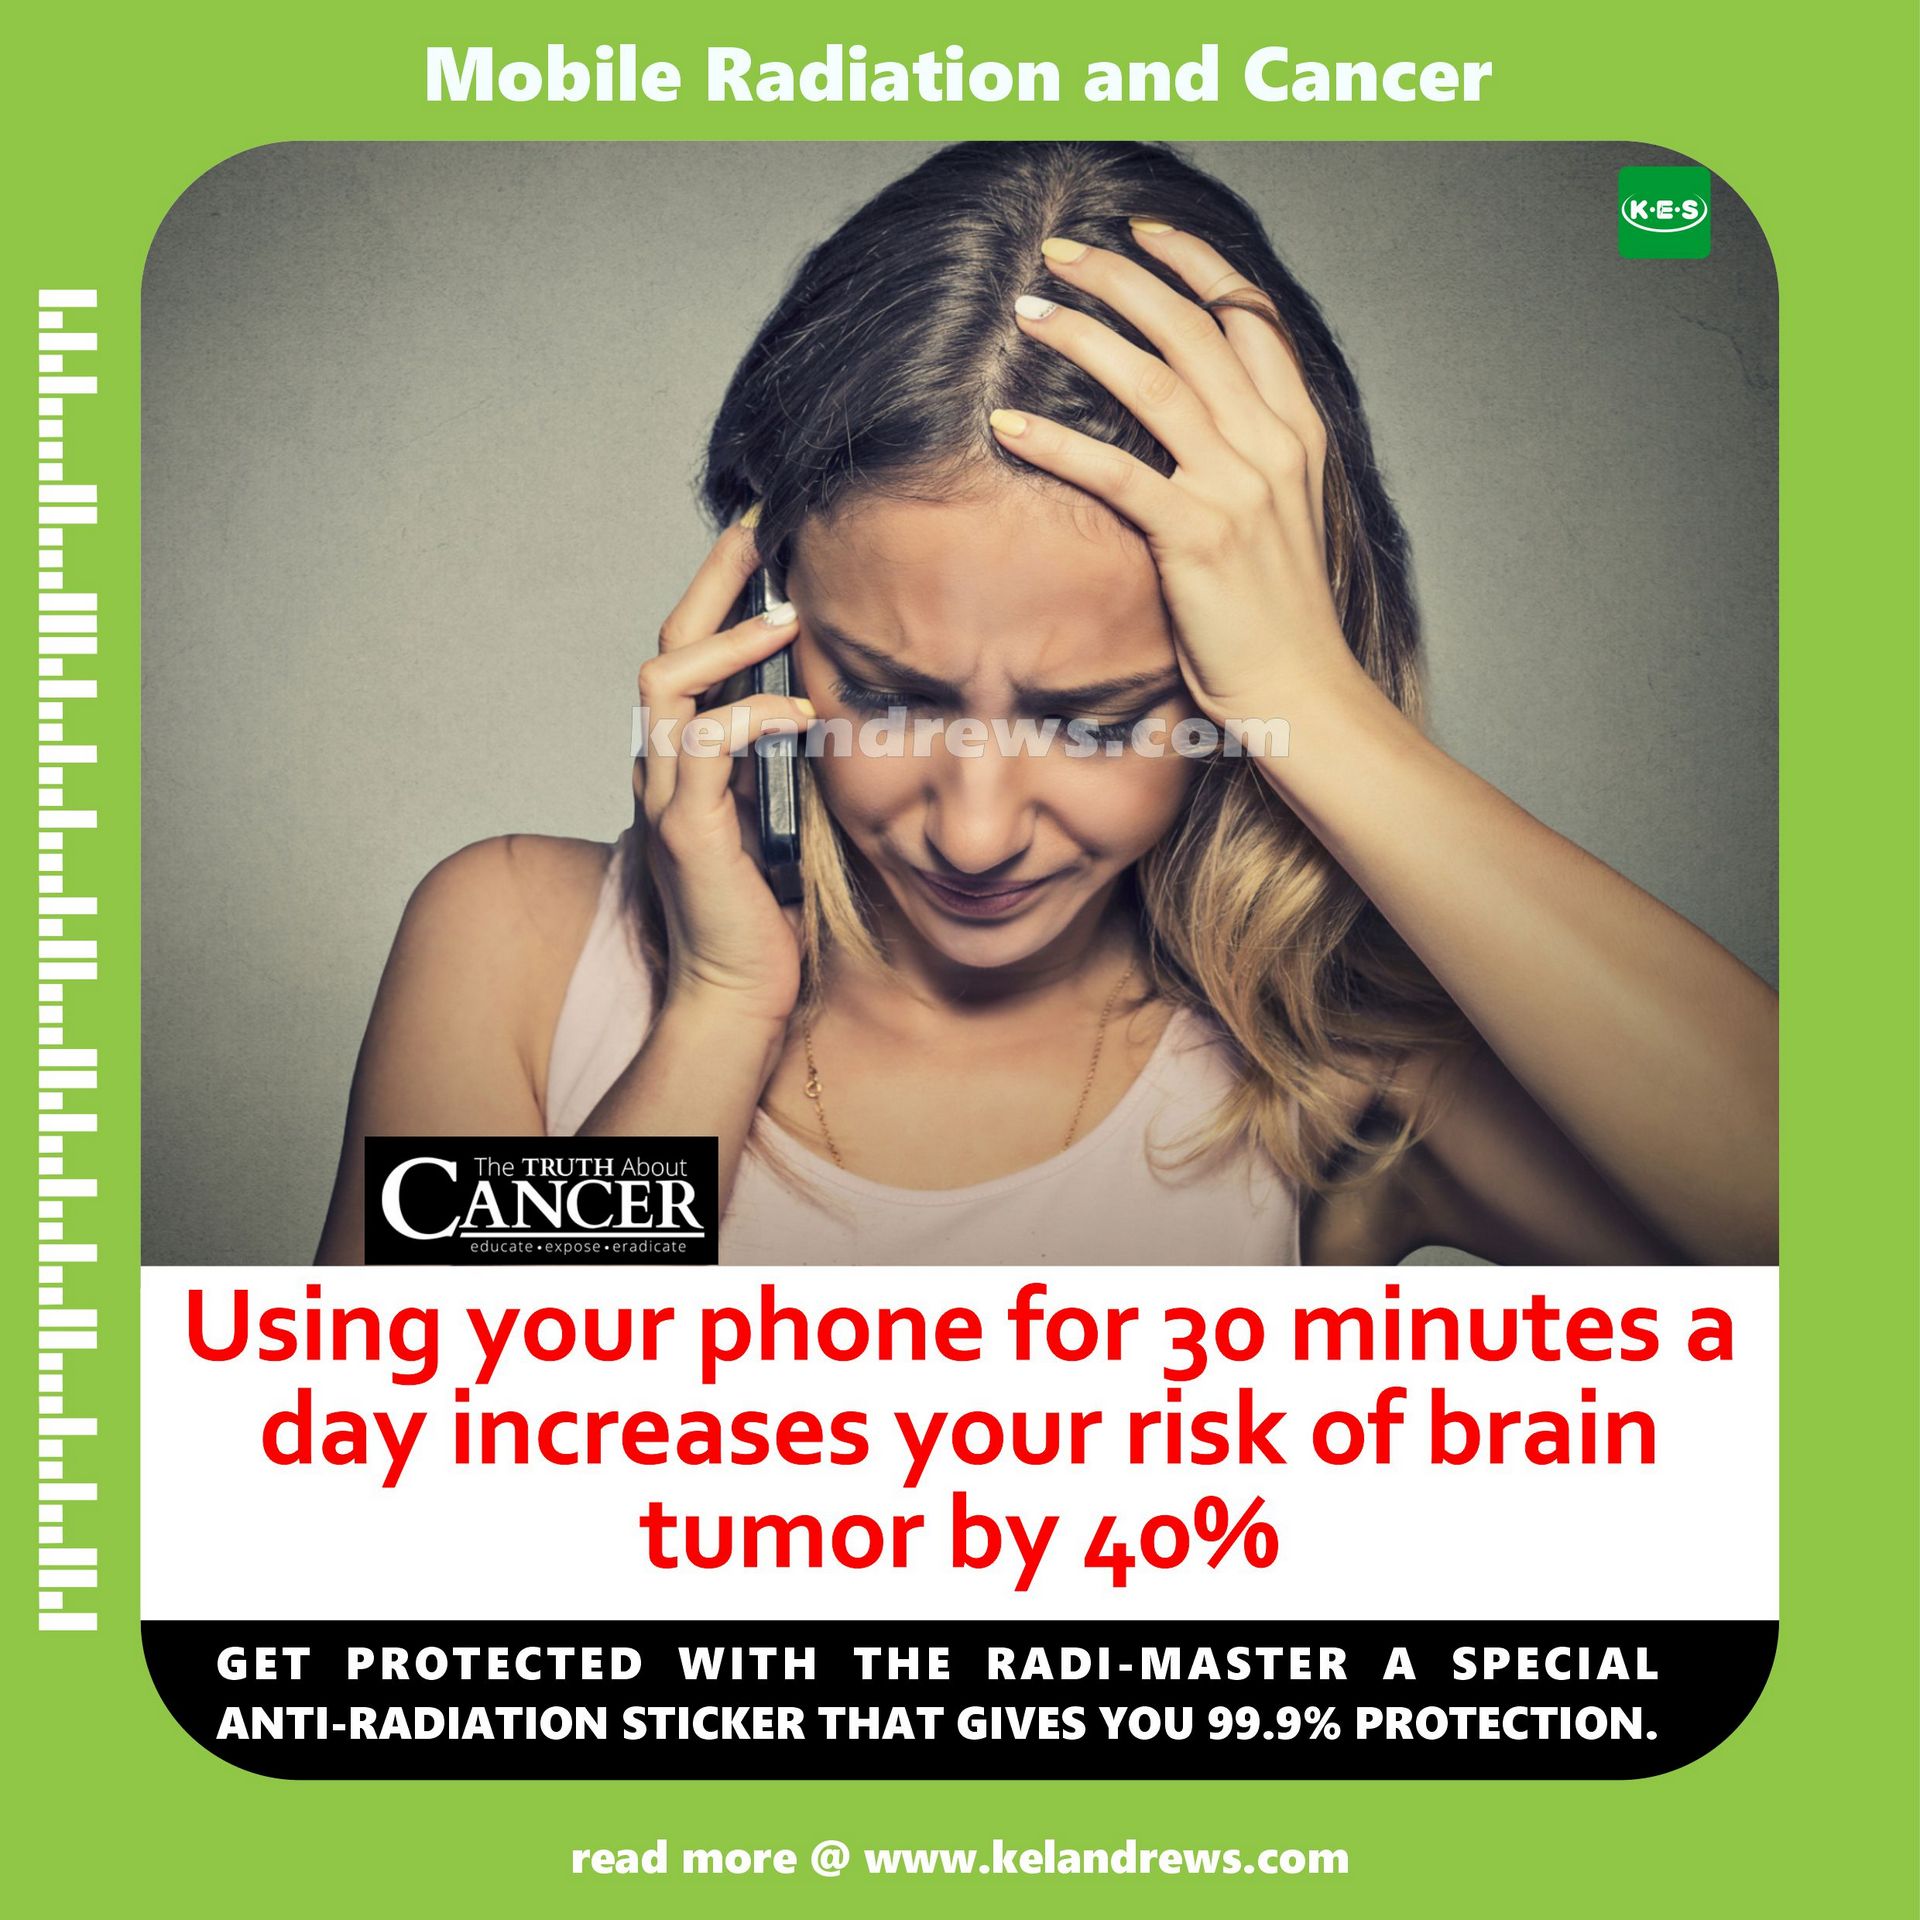 Mobile Radiation and Cancer
K·E·S
kelandrews.com
The TRUTH About
CANCER
educate•expose•eradicate
Using your phone for 30 minutes a
day increases your risk of brain
tumor by 40%
GET PROTECTED WITH THE RADI-MASTER A SPECIAL
ANTI-RADIATION STICKER THAT GIVES YOU 99.9% PROTECTION.
read more @ www.kelandrews.com